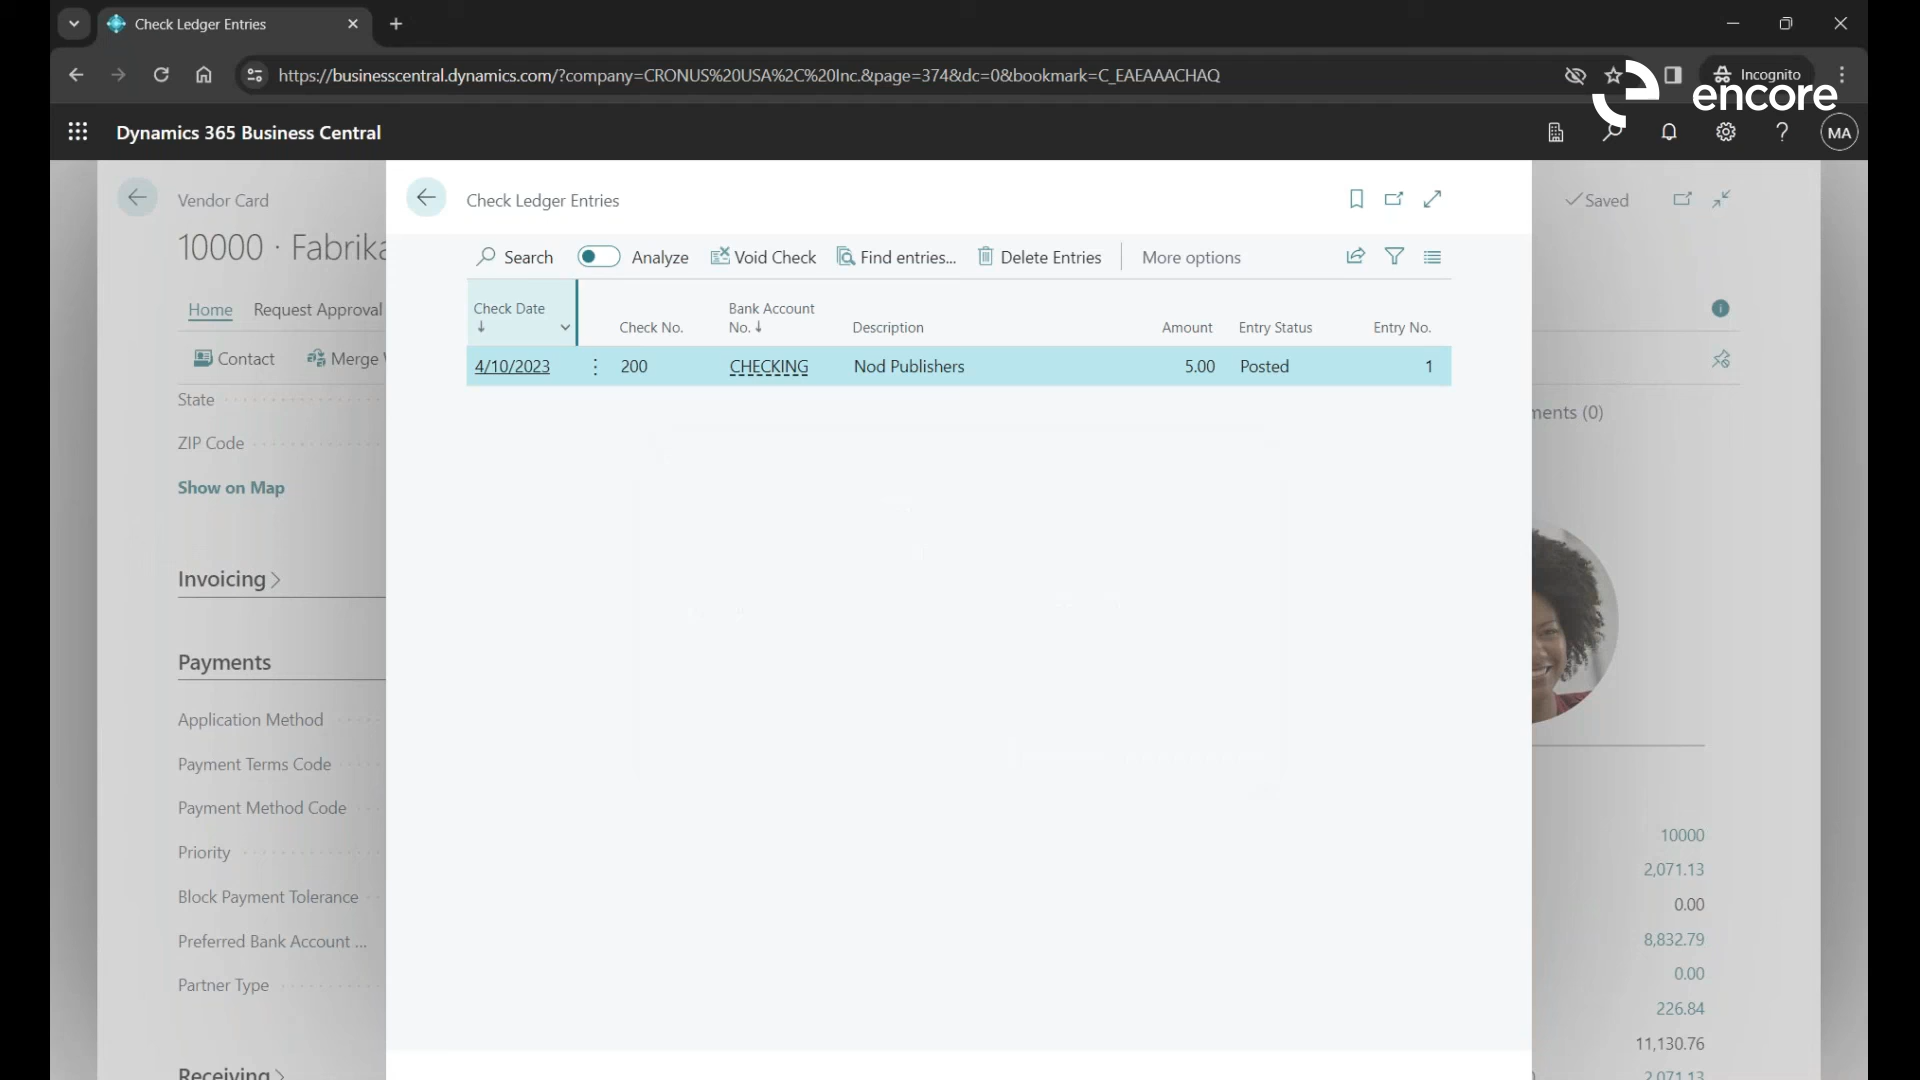 Check Ledger Entries
https://businesscentral.dynamics.com/?company=CRONUS%20USA%2C%20Inc.&page=374&dc=0&bookmark=C_EAEAAACHAQ
Incognito
encore
Dynamics 365 Business Central
MA
Vendor Card
10000 · Fabrika
Home Request Approval
Contact Merge
State
ZIP Code
Show on Map
Invoicing
Payments
Application Method
Payment Terms Code
Payment Method Code
Priority
Block Payment Tolerance
Preferred Bank Account ...
Partner Type
Receiving
Check Ledger Entries
Search Analyze Void Check Find entries... Delete Entries More options
Check Date ↓ Check No. Bank Account No. ↓ Description Amount Entry Status Entry No.
4/10/2023 200 CHECKING Nod Publishers 5.00 Posted 1
Saved
ments (0)
10000
2,071.13
0.00
8,832.79
0.00
226.84
11,130.76
2,071.13